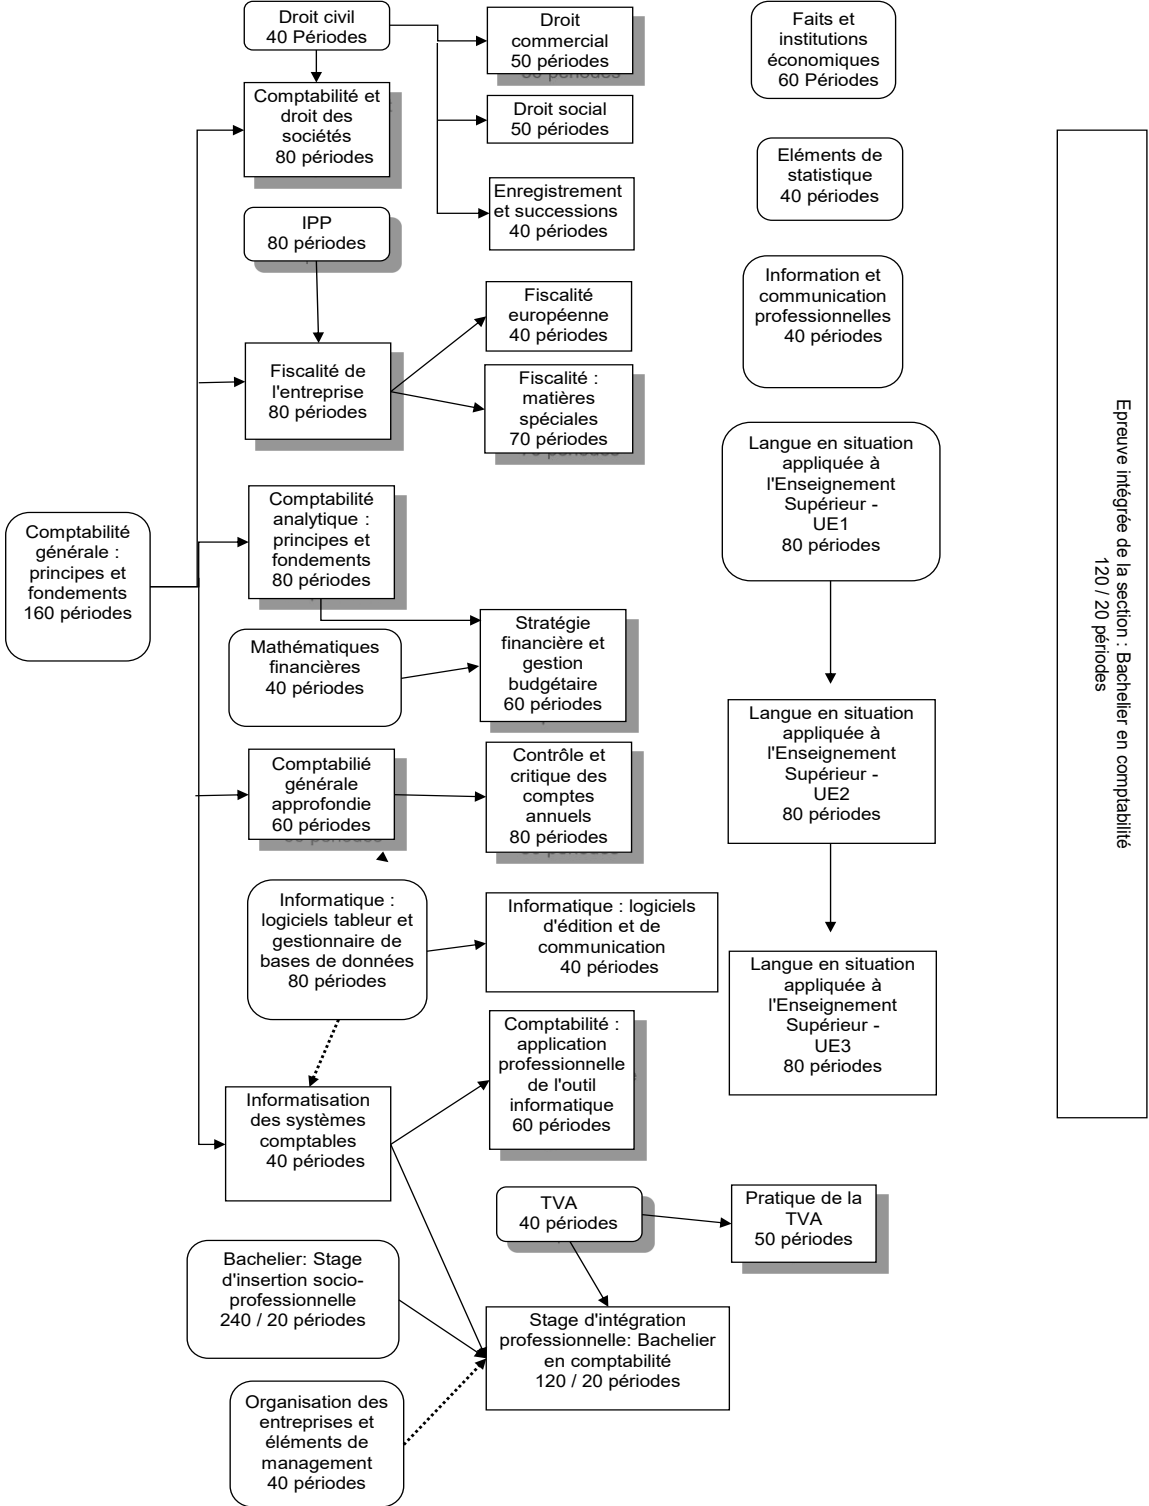 Droit civil
40 Périodes
Droit
commercial
50 périodes
Faits et
institutions
économiques
60 Périodes
Comptabilité et
droit des
sociétés
80 périodes
Droit social
50 périodes
Eléments de
statistique
40 périodes
Enregistrement
et successions
40 périodes
IPP
80 périodes
Information et
communication
professionnelles
40 périodes
Fiscalité
européenne
40 périodes
Fiscalité de
l'entreprise
80 périodes
Fiscalité :
matières
spéciales
70 périodes
Langue en situation
appliquée à
l'Enseignement
Supérieur -
UE1
80 périodes
Epreuve intégrée de la section : Bachelier en comptabilité
120 / 20 périodes
Comptabilité
générale :
principes et
fondements
160 périodes
Comptabilité
analytique :
principes et
fondements
80 périodes
Mathématiques
financières
40 périodes
Stratégie
financière et
gestion
budgétaire
60 périodes
Langue en situation
appliquée à
l'Enseignement
Supérieur -
UE2
80 périodes
Comptabilié
générale
approfondie
60 périodes
Contrôle et
critique des
comptes
annuels
80 périodes
Informatique :
logiciels tableur et
gestionnaire de
bases de données
80 périodes
Informatique : logiciels
d'édition et de
communication
40 périodes
Langue en situation
appliquée à
l'Enseignement
Supérieur -
UE3
80 périodes
Informatisation
des systèmes
comptables
40 périodes
Comptabilité :
application
professionnelle
de l'outil
informatique
60 périodes
TVA
40 périodes
Pratique de la
TVA
50 périodes
Bachelier: Stage
d'insertion socio-
professionnelle
240 / 20 périodes
Stage d'intégration
professionnelle: Bachelier
en comptabilité
120 / 20 périodes
Organisation des
entreprises et
éléments de
management
40 périodes